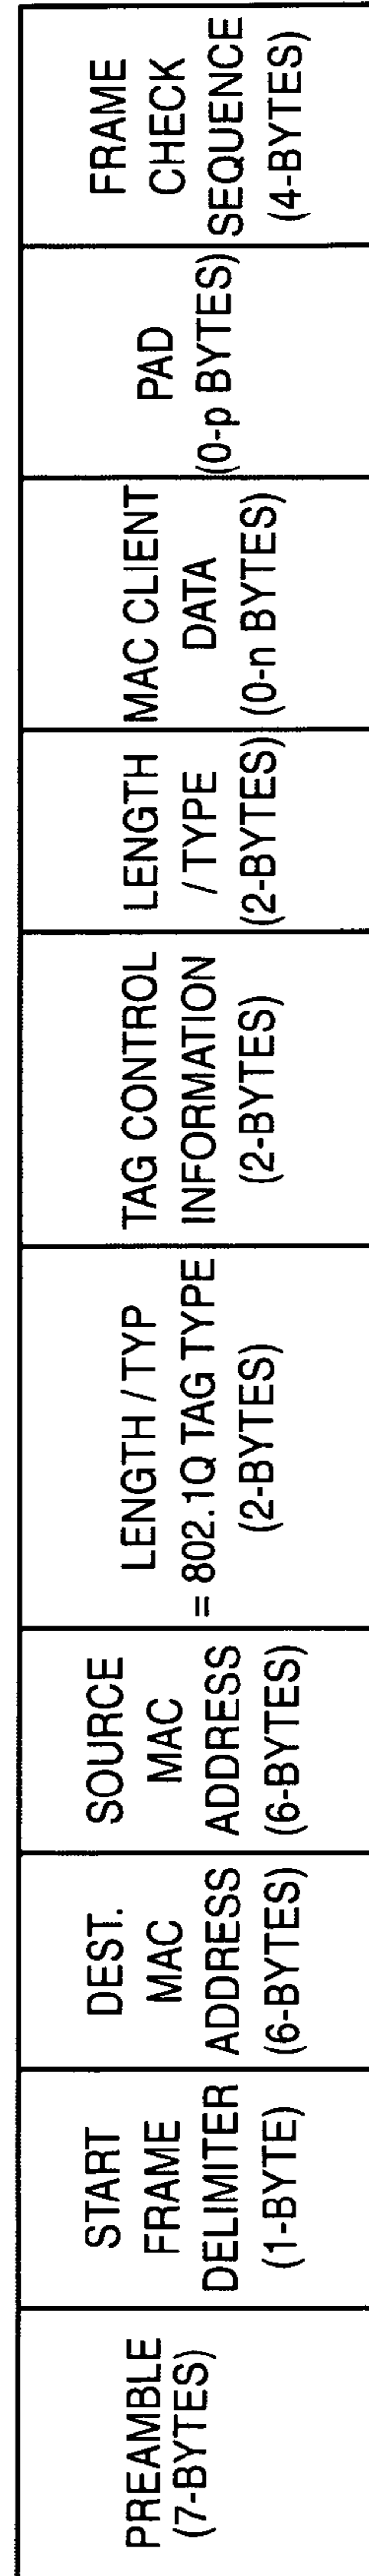 PREAMBLE
(7-BYTES)
START
FRAME
DELIMITER
(1-BYTE)
DEST.
MAC
ADDRESS
(6-BYTES)
SOURCE
MAC
ADDRESS
(6-BYTES)
LENGTH / TYP
= 802.1Q TAG TYPE
(2-BYTES)
TAG CONTROL
INFORMATION
(2-BYTES)
LENGTH
/ TYPE
(2-BYTES)
MAC CLIENT
DATA
(0-n BYTES)
PAD
(0-p BYTES)
FRAME
CHECK
SEQUENCE
(4-BYTES)